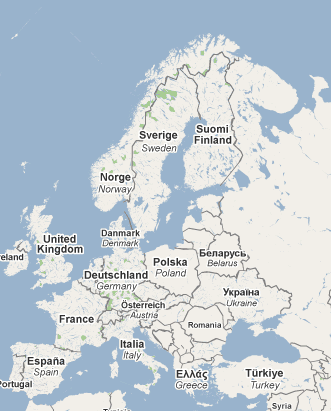 Sverige
Sweden
Suomi
Finland
Norge
Norway
Danmark
Denmark
United
Kingdom
reland
Polska
Poland
Беларусь
Belarus
Deutschland
Germany
Україна
Ukraine
Österreich
Austria
France
Romania
Italia
Italy
España
Spain
Portugal
Ελλάς
Greece
Türkiye
Turkey
Syria